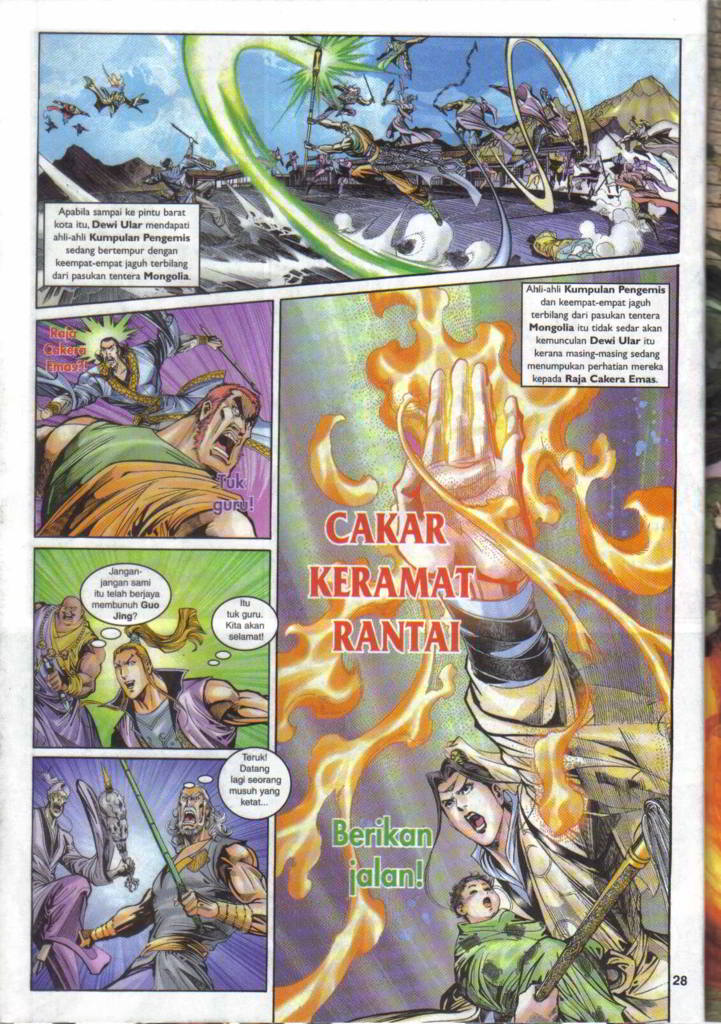 Apabila sampai ke pintu barat
kota itu, Dewi Ular mendapati
ahli-ahli Kumpulan Pengemis
sedang bertempur dengan
keempat-empat jaguh terbilang
dari pasukan tentera Mongolia.
Ahli-ahli Kumpulan Pengemis
dan keempat-empat jaguh
terbilang dari pasukan tentera
Mongolia itu tidak sedar akan
kemunculan Dewi Ular itu
kerana masing-masing sedang
menumpukan perhatian mereka
kepada Raja Cakera Emas.
Raja
Cakera
Emas?
Tuk
guru!
CAKAR
KERAMAT
RANTAI
Jangan-
jangan sami
itu telah berjaya
membunuh Guo
Jing?
Itu
tuk guru.
Kita akan
selamat!
Teruk!
Datang
lagi seorang
musuh yang
ketat...
Berikan
jalan!
28